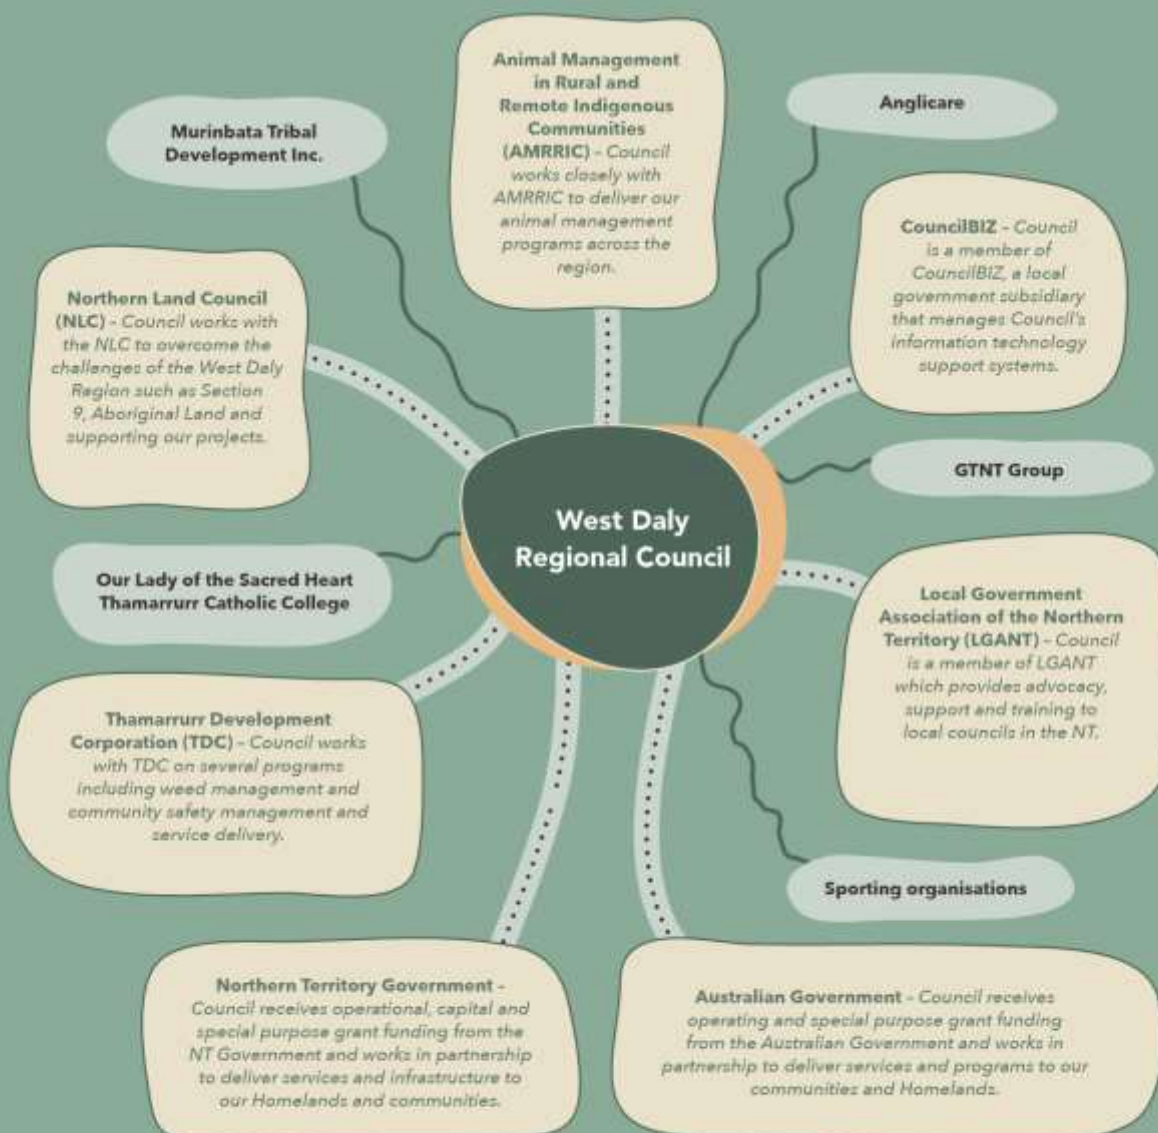 Animal Management
in Rural and
Remote Indigenous
Communities
(AMRRIC) - Council
works closely with
AMRRIC to deliver our
animal management
programs across the
region.
Anglicare
Murinbata Tribal
Development Inc.
CouncilBIZ - Council
is a member of
CouncilBIZ, a local
government subsidiary
that manages Council's
information technology
support systems.
Northern Land Council
(NLC) - Council works with
the NLC to overcome the
challenges of the West Daly
Region such as Section
9, Aboriginal Land and
supporting our projects.
GTNT Group
West Daly
Regional Council
Our Lady of the Sacred Heart
Thamarrurr Catholic College
Local Government
Association of the Northern
Territory (LGANT) - Council
is a member of LGANT
which provides advocacy,
support and training to
local councils in the NT.
Thamarrurr Development
Corporation (TDC) - Council works
with TDC on several programs
including weed management and
community safety management and
service delivery.
Sporting organisations
Northern Territory Government -
Council receives operational, capital and
special purpose grant funding from the
NT Government and works in partnership
to deliver services and infrastructure to
our Homelands and communities.
Australian Government - Council receives
operating and special purpose grant funding
from the Australian Government and works in
partnership to deliver services and programs to our
communities and Homelands.